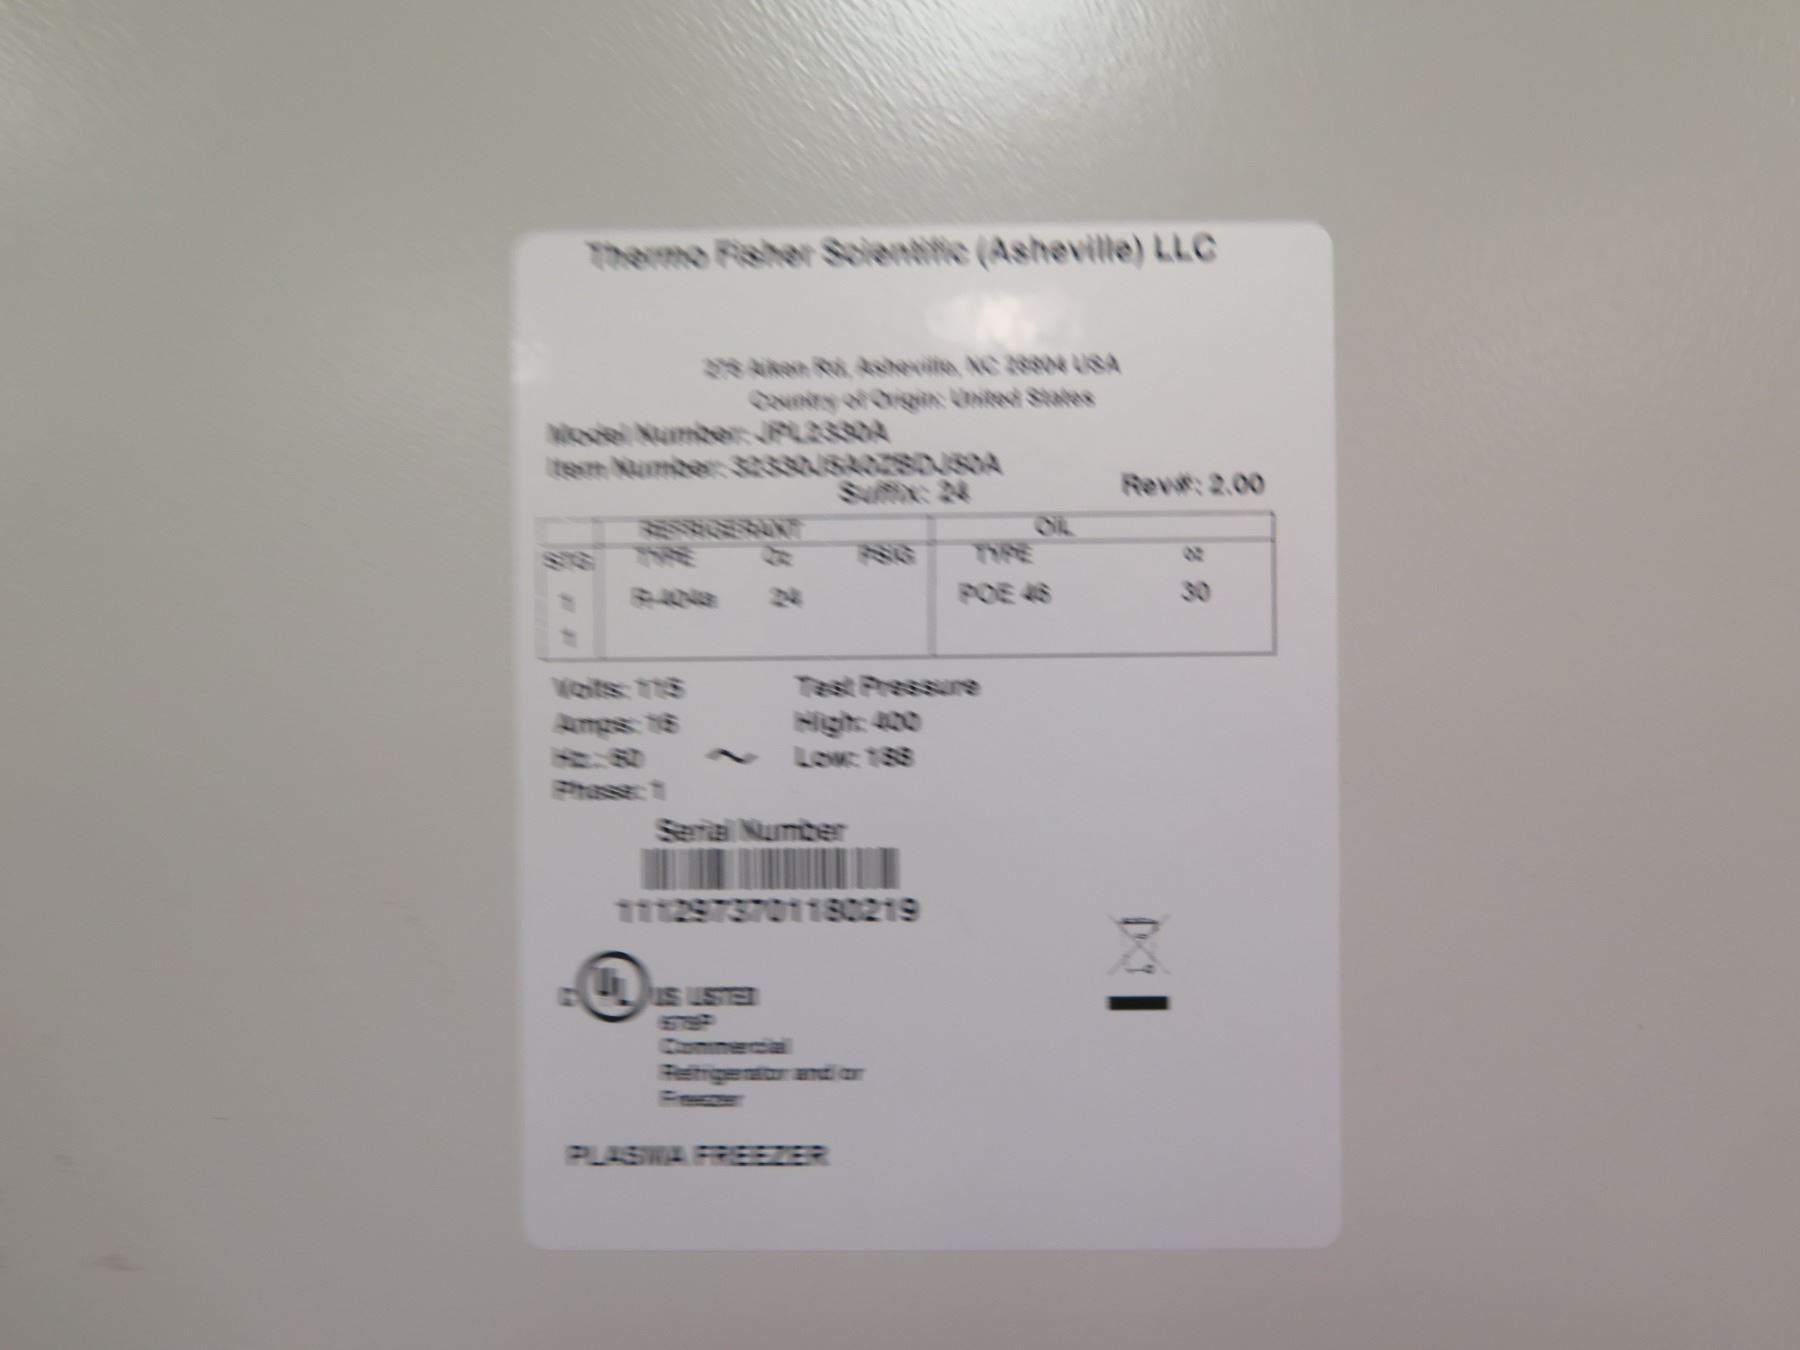 Thermo Fisher Scientific (Asheville) LLC
275 Aiken Rd, Asheville, NC 28804 USA
Country of Origin: United States
Model Number: JPL2330A
Item Number:
Suffix: 24
Rev#: 2.00
REFRIGERANT OIL
STG TYPE Oz PSIG TYPE oz
1 R-404a 24 POE 46 30
1
Volts: 115 Test Pressure
Amps: 16 High: 400
Hz.: 60 ~ Low: 188
Phase: 1
Serial Number
1112973701180219
C UL US LISTED
Commercial
Refrigerator and/or
Freezer
PLASMA FREEZER